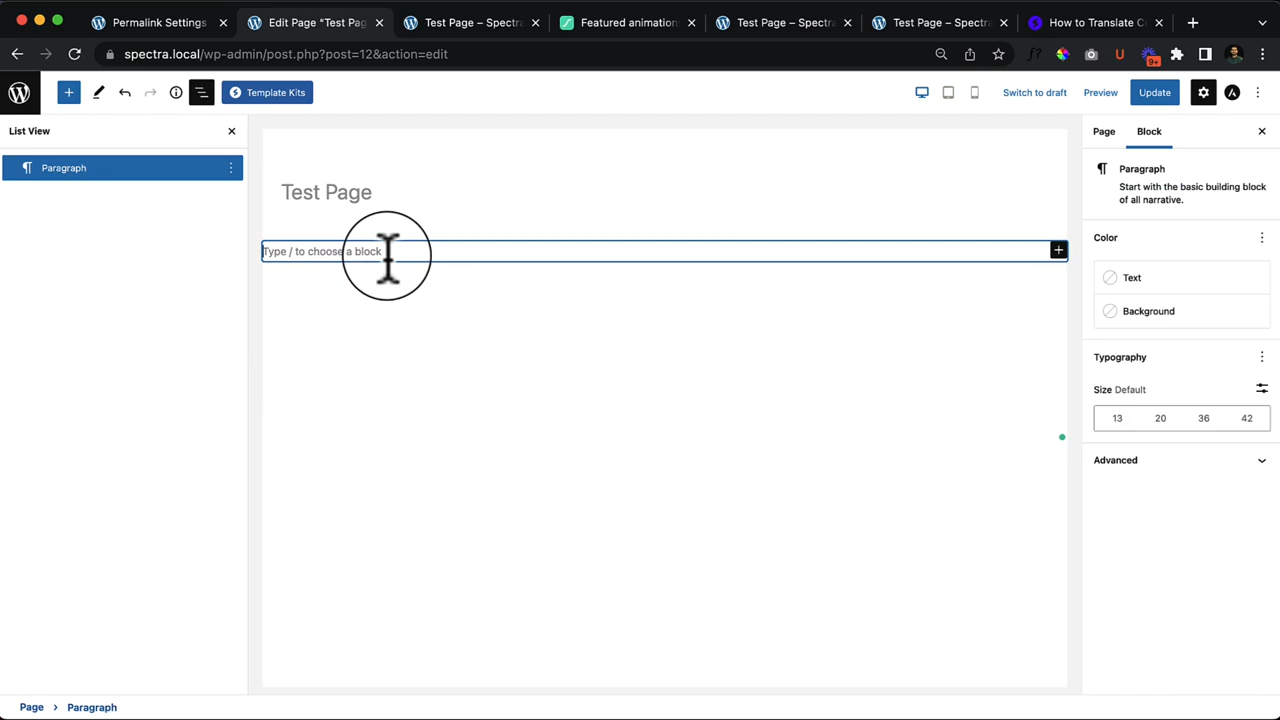 Permalink Settings
Edit Page "Test Pag
Test Page – Spectra
Featured animation
Test Page – Spectra
Test Page – Spectra
How to Translate C
spectra.local/wp-admin/post.php?post=12&action=edit
9+
Template Kits
Switch to draft
Preview
Update
List View
Paragraph
Test Page
Type / to choose a block
Page
Block
Paragraph
Start with the basic building block
of all narrative.
Color
Text
Background
Typography
Size Default
13 20 36 42
Advanced
Page > Paragraph